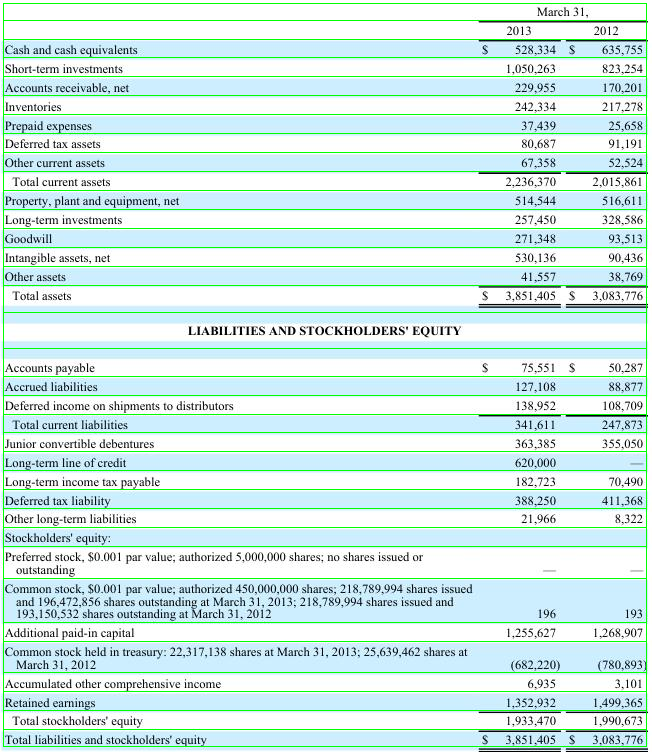 March 31,
2013 2012
Cash and cash equivalents $ 528,334 $ 635,755
Short-term investments 1,050,263 823,254
Accounts receivable, net 229,955 170,201
Inventories 242,334 217,278
Prepaid expenses 37,439 25,658
Deferred tax assets 80,687 91,191
Other current assets 67,358 52,524
Total current assets 2,236,370 2,015,861
Property, plant and equipment, net 514,544 516,611
Long-term investments 257,450 328,586
Goodwill 271,348 93,513
Intangible assets, net 530,136 90,436
Other assets 41,557 38,769
Total assets $ 3,851,405 $ 3,083,776
LIABILITIES AND STOCKHOLDERS' EQUITY
Accounts payable $ 75,551 $ 50,287
Accrued liabilities 127,108 88,877
Deferred income on shipments to distributors 138,952 108,709
Total current liabilities 341,611 247,873
Junior convertible debentures 363,385 355,050
Long-term line of credit 620,000 —
Long-term income tax payable 182,723 70,490
Deferred tax liability 388,250 411,368
Other long-term liabilities 21,966 8,322
Stockholders' equity:
Preferred stock, $0.001 par value; authorized 5,000,000 shares; no shares issued or
outstanding — —
Common stock, $0.001 par value; authorized 450,000,000 shares; 218,789,994 shares issued
and 196,472,856 shares outstanding at March 31, 2013; 218,789,994 shares issued and
193,150,532 shares outstanding at March 31, 2012 196 193
Additional paid-in capital 1,255,627 1,268,907
Common stock held in treasury: 22,317,138 shares at March 31, 2013; 25,639,462 shares at
March 31, 2012 (682,220) (780,893)
Accumulated other comprehensive income 6,935 3,101
Retained earnings 1,352,932 1,499,365
Total stockholders' equity 1,933,470 1,990,673
Total liabilities and stockholders' equity $ 3,851,405 $ 3,083,776